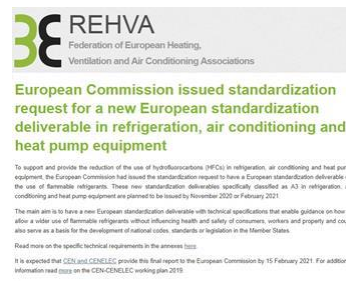 REHVA
Federation of European Heating,
Ventilation and Air Conditioning Associations
European Commission issued standardization
request for a new European standardization
deliverable in refrigeration, air conditioning and
heat pump equipment
To support and provide the reduction of the use of hydrofluorocarbons (HFCs) in refrigeration, air conditioning and heat pum
equipment, the European Commission had issued the standardization request to have a European standardization deliverable
the use of flammable refrigerants. These new standardization deliverables specifically classified as A3 in refrigeration,
conditioning and heat pump equipment are planned to be issued by November 2020 or February 2021.
The main aim is to have a new European standardization deliverable with technical specifications that enable guidance on how
allow a wider use of flammable refrigerants without influencing health and safety of consumers, workers and property and cou
also serve as a basis for the development of national codes, standards or legislation in the Member States.
Read more on the specific technical requirements in the annexes here.
It is expected that CEN and CENELEC provide this final report to the European Commission by 15 February 2021. For addition
information read more on the CEN-CENELEC working plan 2019.